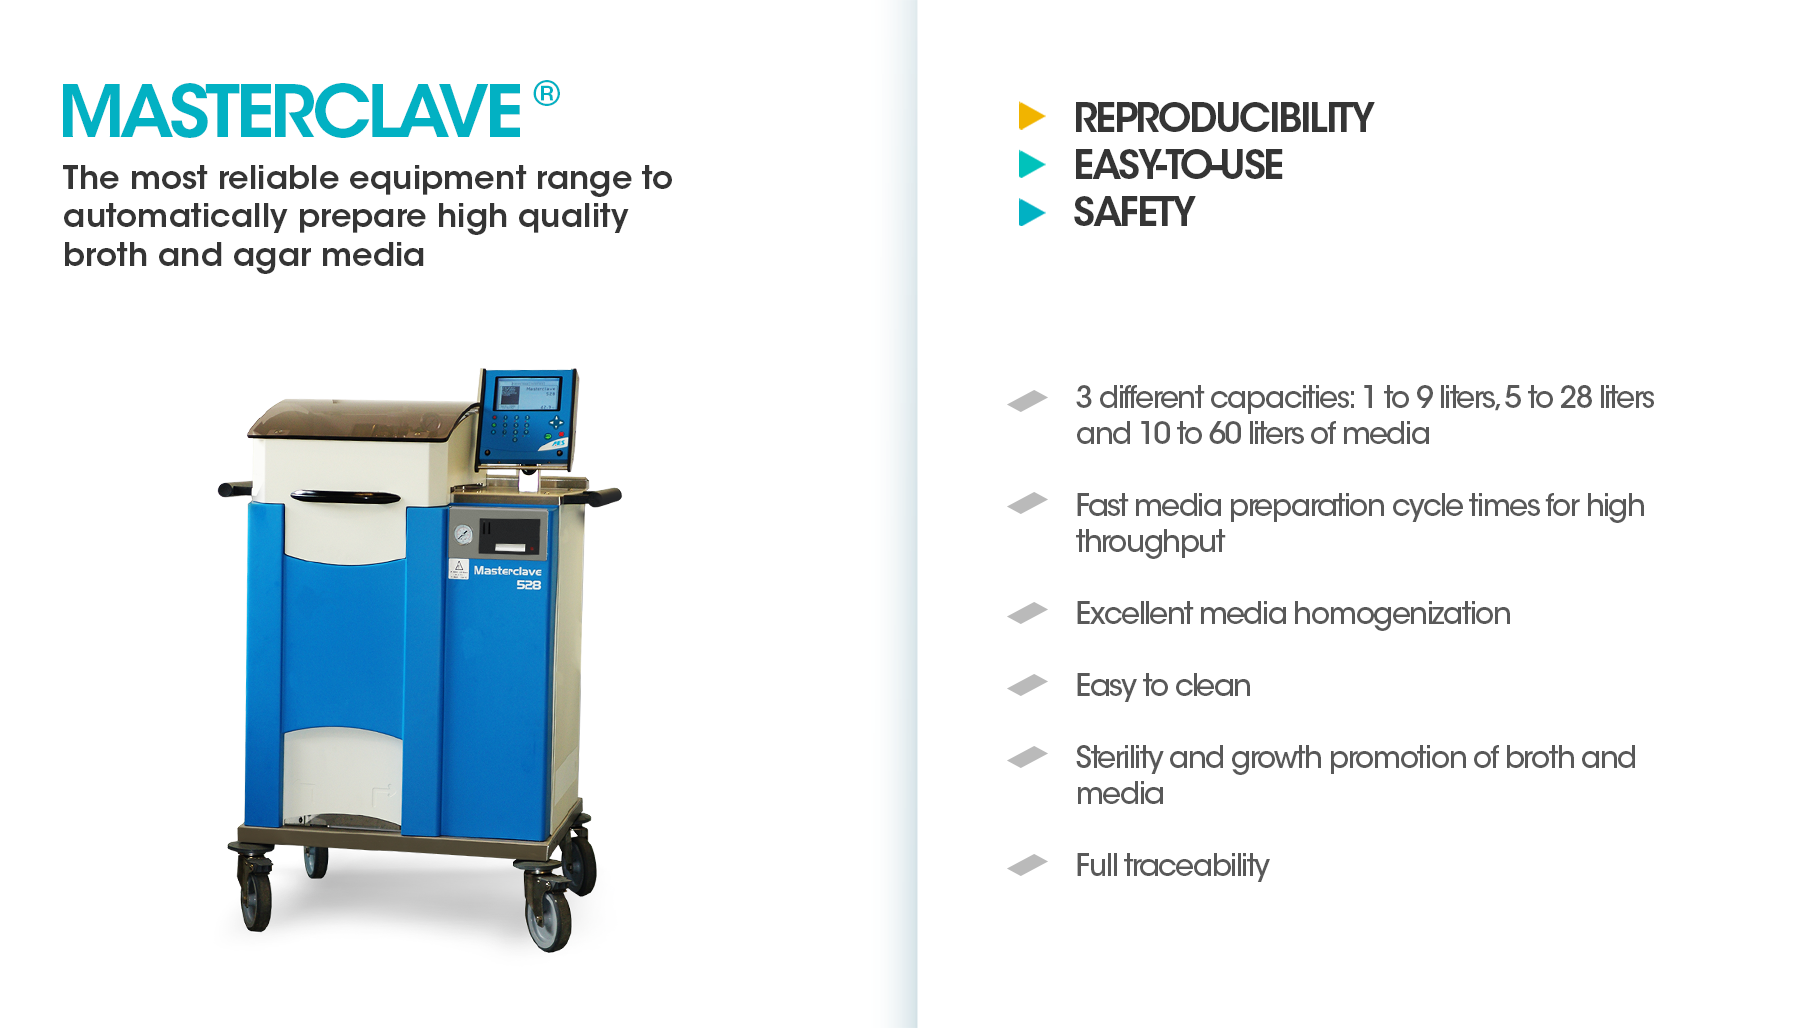 MASTERCLAVE ®
The most reliable equipment range to
automatically prepare high quality
broth and agar media
Masterclave
528
AES
Masterclave
528
REPRODUCIBILITY
EASY-TO-USE
SAFETY
3 different capacities: 1 to 9 liters, 5 to 28 liters
and 10 to 60 liters of media
Fast media preparation cycle times for high
throughput
Excellent media homogenization
Easy to clean
Sterility and growth promotion of broth and
media
Full traceability